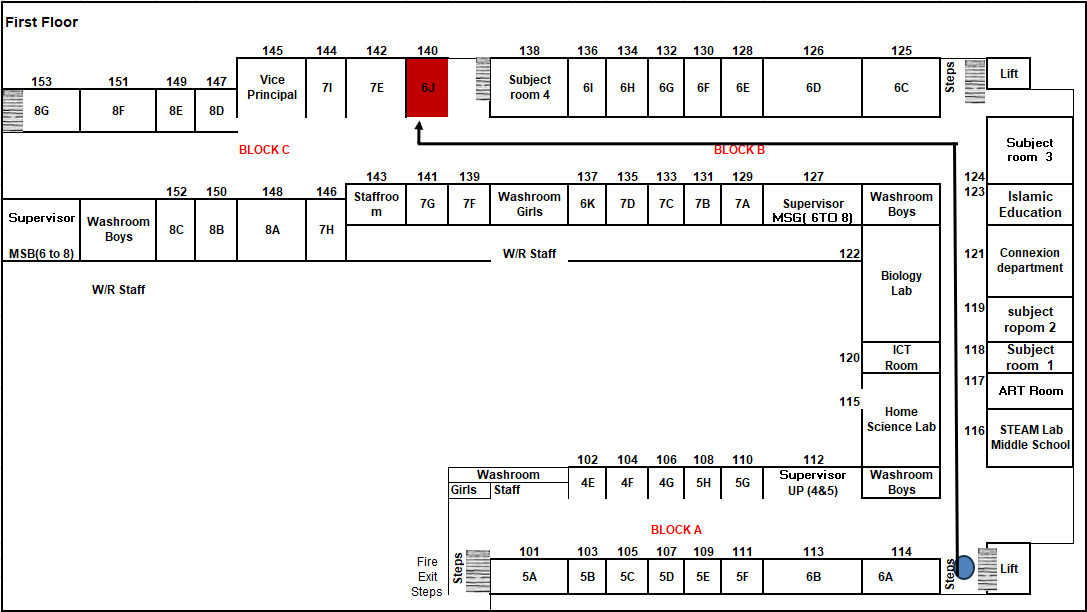 First Floor
145
144
142
140
138
136
134
132
130
128
126
125
153
151
149
147
Vice
Principal
7I
7E
6J
Subject
room 4
6I
6H
6G
6F
6E
6D
6C
Steps
Lift
8G
8F
8E
8D
BLOCK C
BLOCK B
Subject
room 3
124
152
150
148
146
143
141
139
137
135
133
131
129
127
123
Supervisor
MSB(6 to 8)
Washroom
Boys
8C
8B
8A
7H
Staffroo
m
7G
7F
Washroom
Girls
6K
7D
7C
7B
7A
Supervisor
MSG( 6TO 8)
Washroom
Boys
Islamic
Education
W/R Staff
122
121
Connexion
department
W/R Staff
Biology
Lab
119
subject
ropom 2
120
ICT
Room
118
Subject
room 1
117
ART Room
115
Home
Science Lab
116
STEAM Lab
Middle School
102
104
106
108
110
112
Washroom
Girls
Staff
4E
4F
4G
5H
5G
Supervisor
UP (4&5)
Washroom
Boys
BLOCK A
101
103
105
107
109
111
113
114
Fire
Exit
Steps
Steps
5A
5B
5C
5D
5E
5F
6B
6A
Steps
Lift